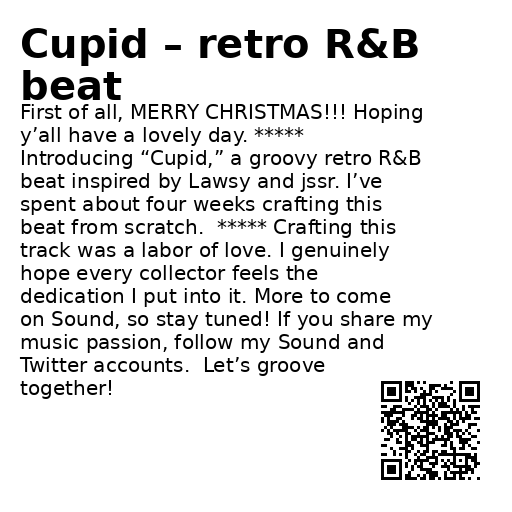 Cupid – retro R&B
beat
First of all, MERRY CHRISTMAS!!! Hoping
y’all have a lovely day. *****
Introducing “Cupid,” a groovy retro R&B
beat inspired by Lawsy and jssr. I’ve
spent about four weeks crafting this
beat from scratch.  ***** Crafting this
track was a labor of love. I genuinely
hope every collector feels the
dedication I put into it. More to come
on Sound, so stay tuned! If you share my
music passion, follow my Sound and
Twitter accounts.  Let’s groove
together!